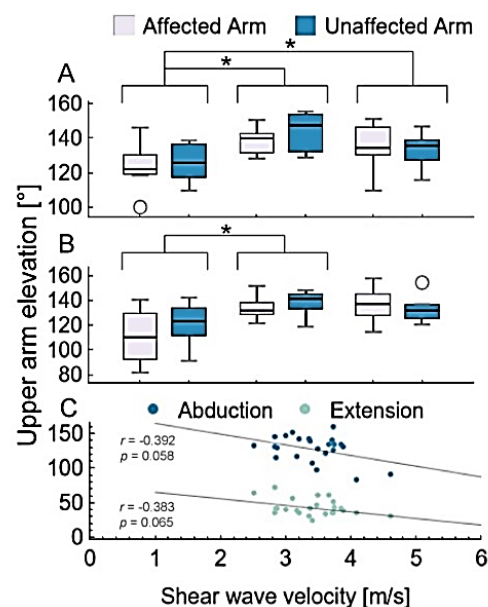 Affected Arm Unaffected Arm
*
A
*
160
140
120
100
B
*
160
140
120
100
80
Upper arm elevation [°]
C
Abduction Extension
150
r = -0.392
p = 0.058
100
50
r = -0.383
p = 0.065
0
0 1 2 3 4 5 6
Shear wave velocity [m/s]